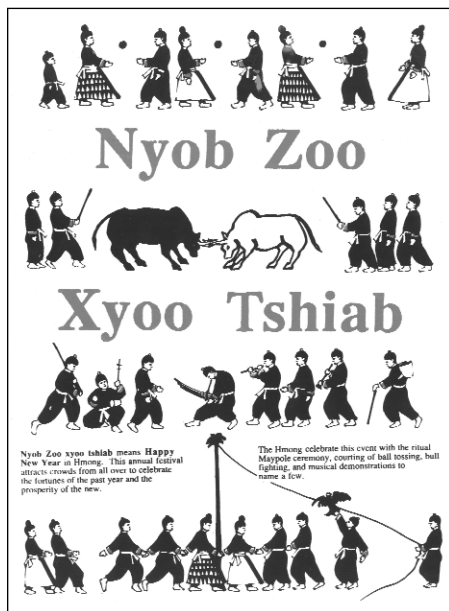 Nyob Zoo
Xyoo Tshiab
Nyob Zoo xyoo tshiab means Happy
New Year in Hmong. This annual festival
attracts crowds from all over to celebrate
the fortunes of the past year and the
prosperity of the new.
The Hmong celebrate this event with the ritual
Maypole ceremony, courting of ball tossing, bull
fighting, and musical demonstrations to
name a few.